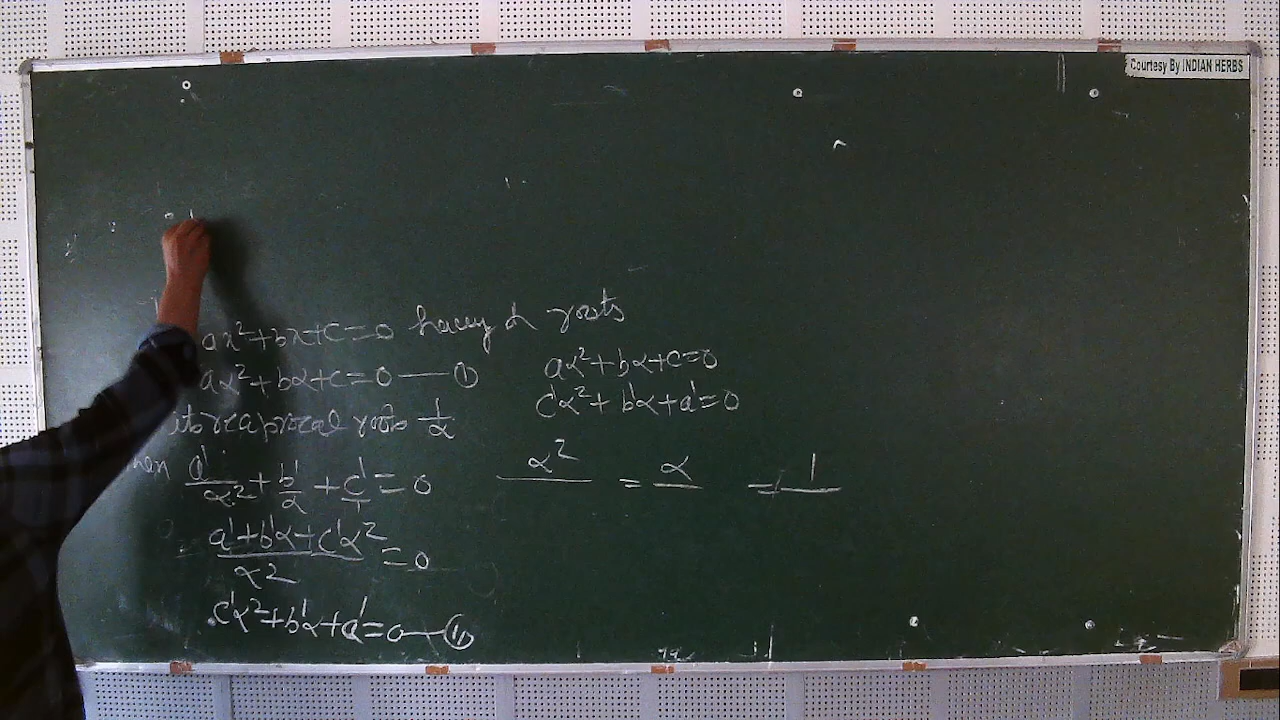 Courtesy By INDIAN HERBS
ax²+bx+c=0 having α roots
aα²+bα+c=0 — ①
its reciprocal roots 1/α
then a'/α² + b'/α + c'/1 = 0
(a'+b'α+c'α²)/α² = 0
c'α²+b'α+a'=0 — ⑪
aα²+bα+c=0
c'α²+b'α+a'=0
α²/ = α/ = 1/